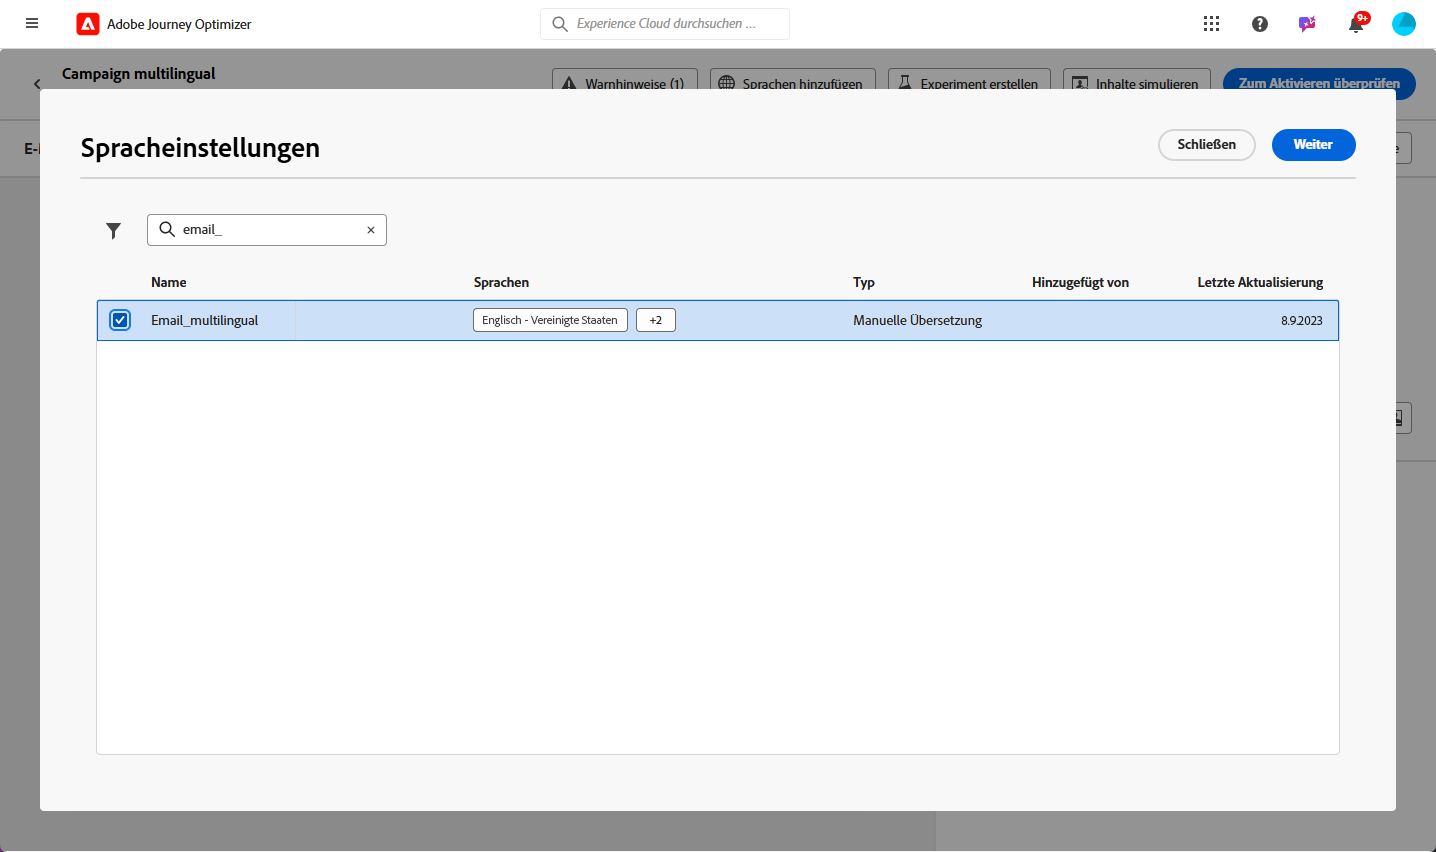 Adobe Journey Optimizer
Experience Cloud durchsuchen ...
9+
Campaign multilingual
Warnhinweise (1)
Sprachen hinzufügen
Experiment erstellen
Inhalte simulieren
Zum Aktivieren überprüfen
Spracheinstellungen
Schließen
Weiter
email_
Name Sprachen Typ Hinzugefügt von Letzte Aktualisierung
Email_multilingual Englisch - Vereinigte Staaten +2 Manuelle Übersetzung 8.9.2023